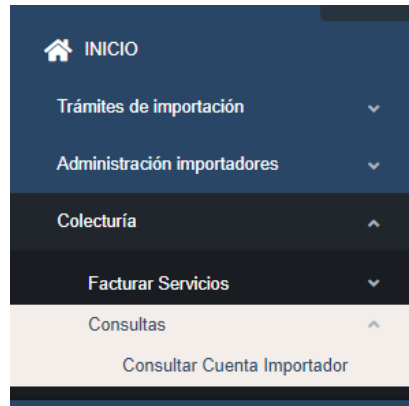 INICIO
Trámites de importación
Administración importadores
Colecturía
Facturar Servicios
Consultas
Consultar Cuenta Importador